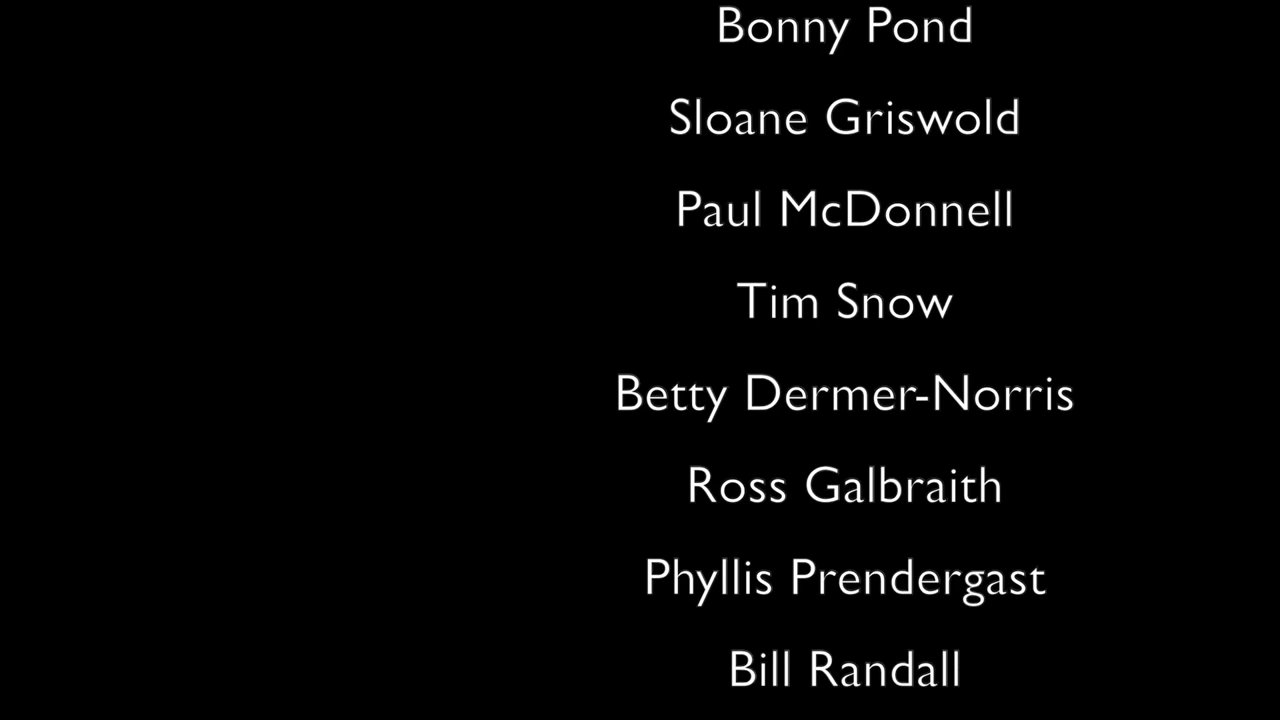 Bonny Pond
Sloane Griswold
Paul McDonnell
Tim Snow
Betty Dermer-Norris
Ross Galbraith
Phyllis Prendergast
Bill Randall